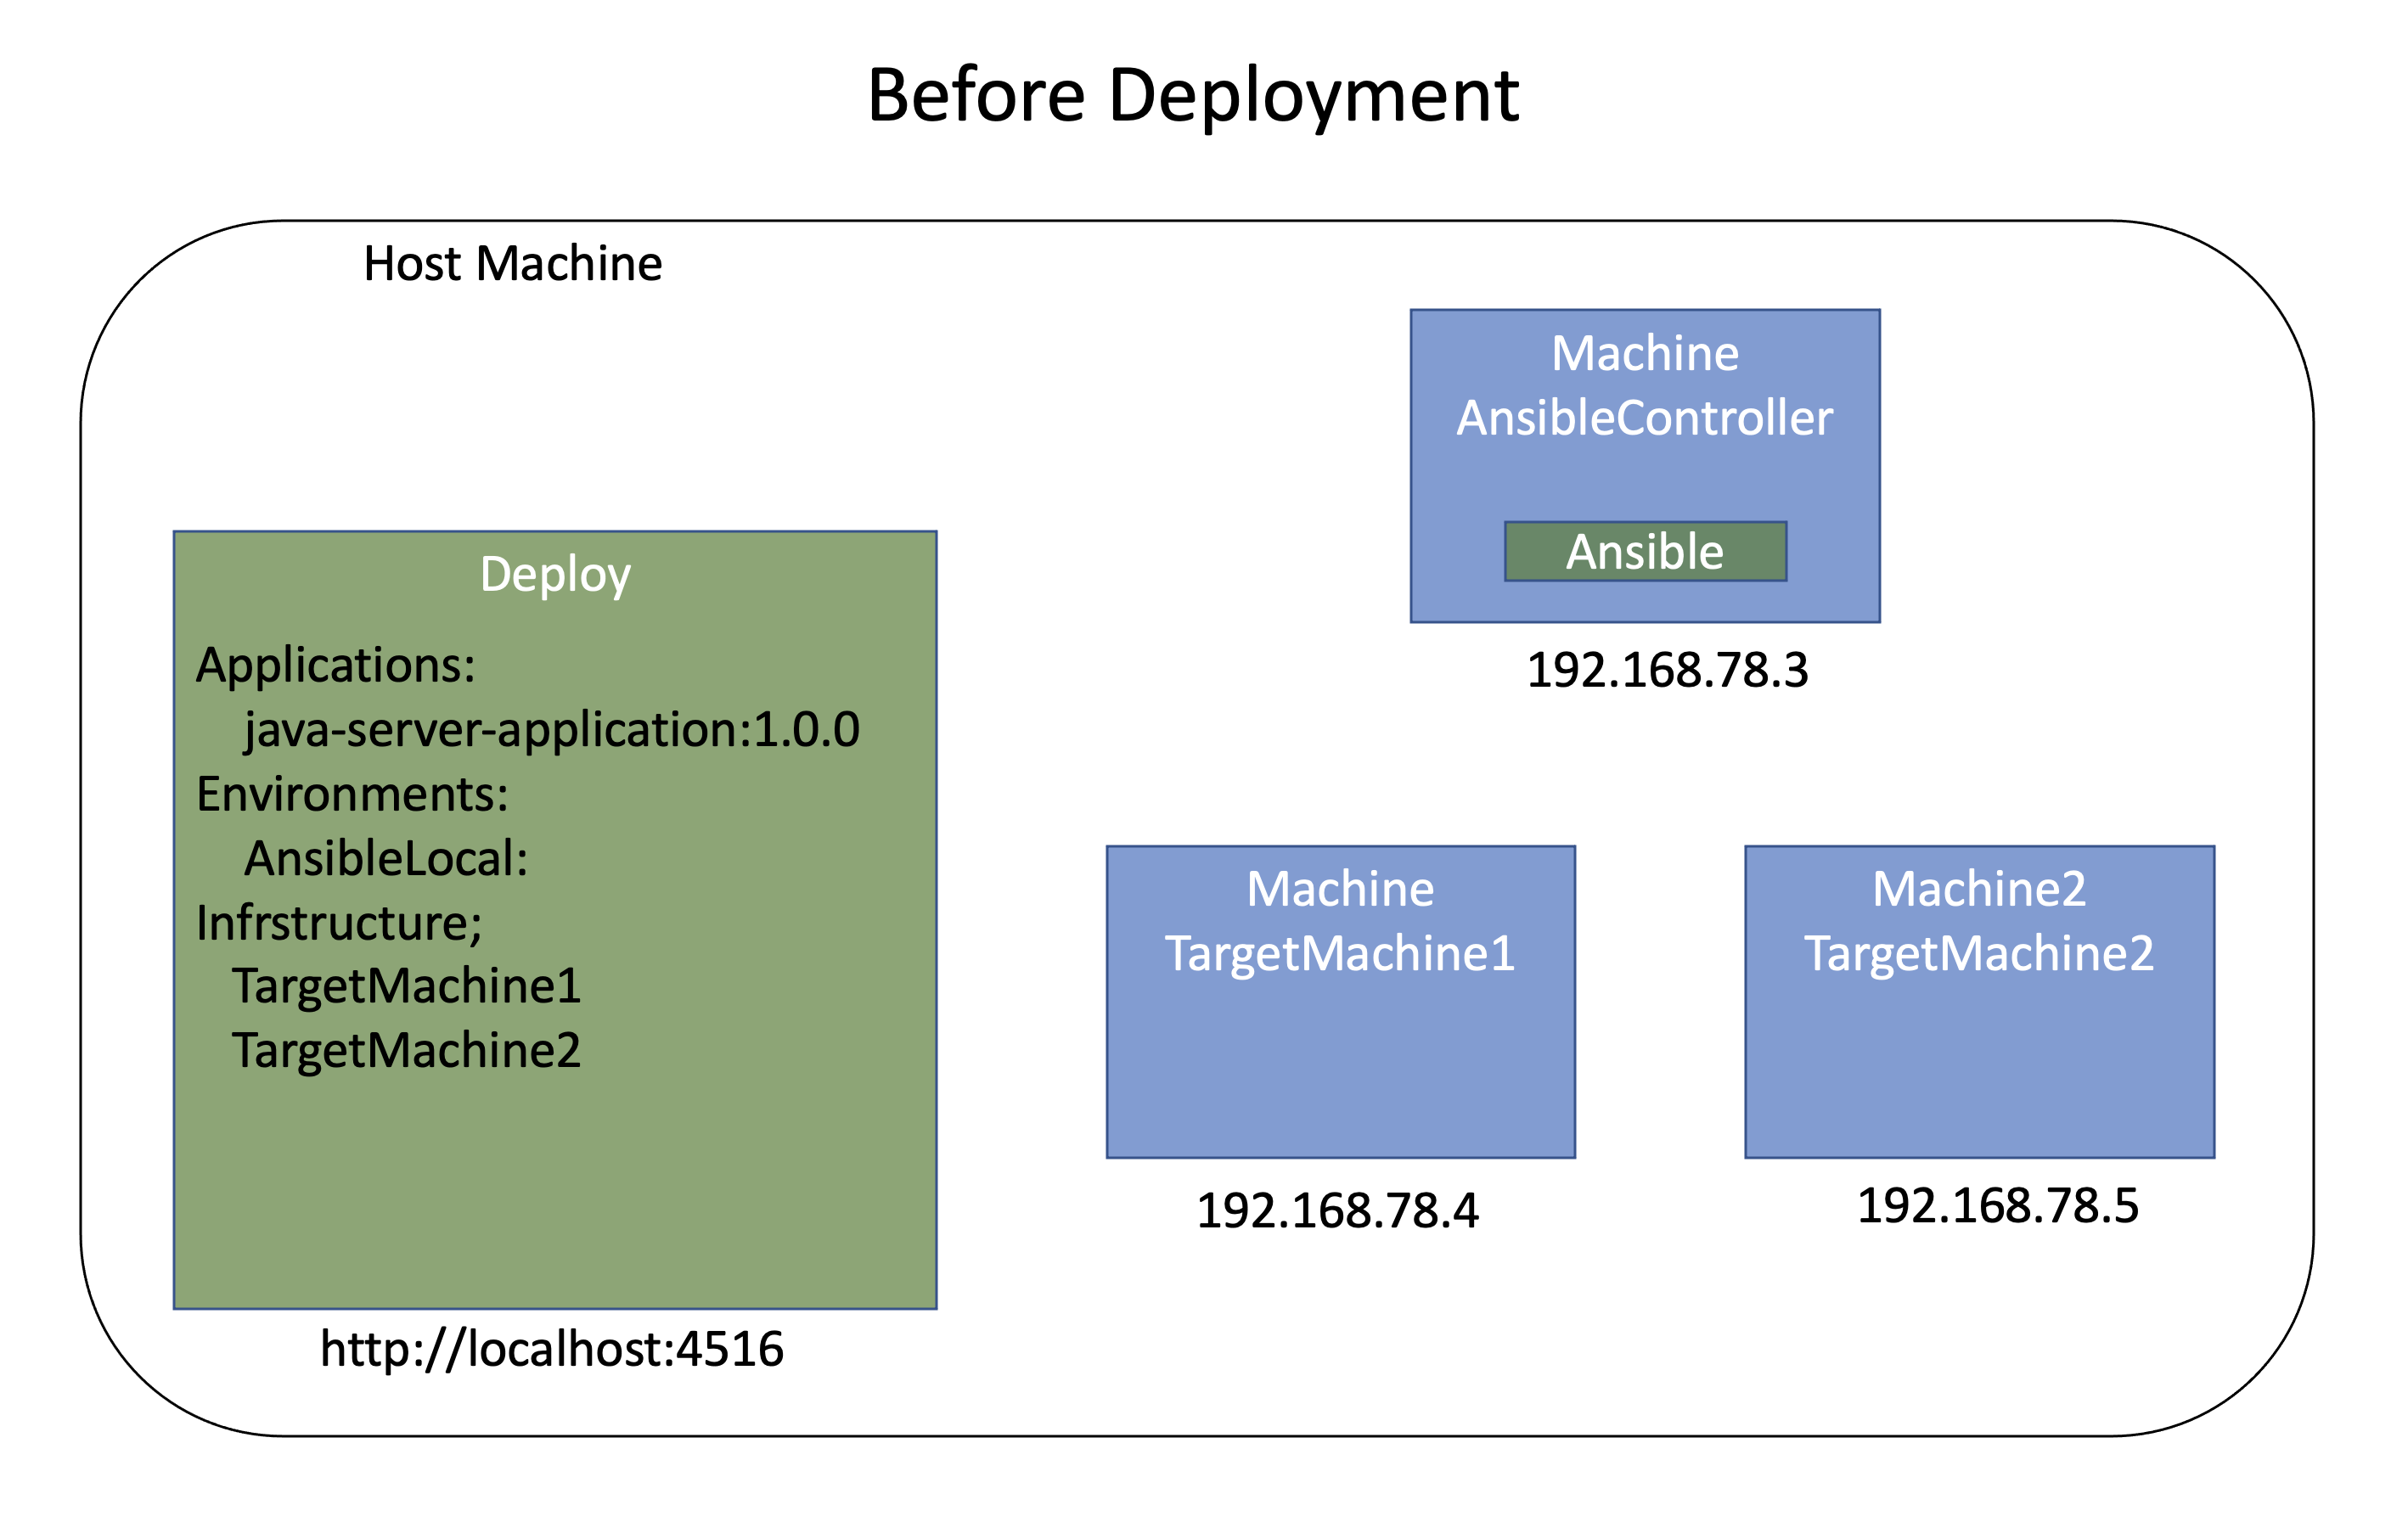 Before Deployment
Host Machine
Machine
AnsibleController
Ansible
192.168.78.3
Deploy
Applications:
java-server-application:1.0.0
Environments:
AnsibleLocal:
Infrstructure;
TargetMachine1
TargetMachine2
http://localhost:4516
Machine
TargetMachine1
192.168.78.4
Machine2
TargetMachine2
192.168.78.5